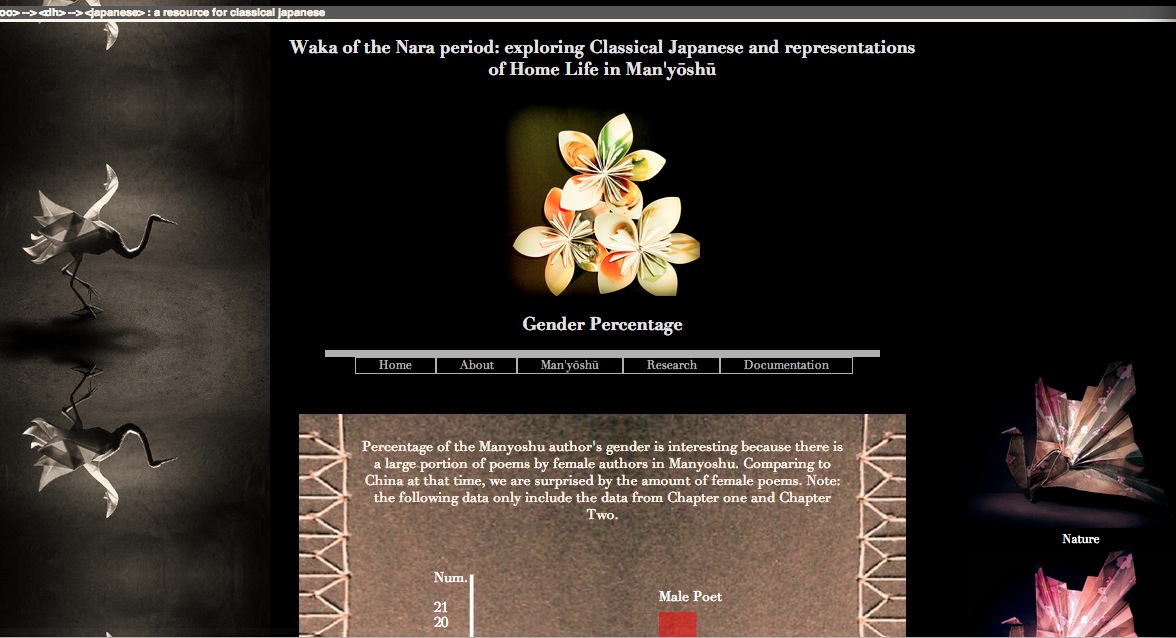 oo> --> <dh> --> <japanese> : a resource for classical japanese
Waka of the Nara period: exploring Classical Japanese and representations
of Home Life in Man'yōshū
Gender Percentage
Home About Man'yōshū Research Documentation
Percentage of the Manyoshu author's gender is interesting because there is
a large portion of poems by female authors in Manyoshu. Comparing to
China at that time, we are surprised by the amount of female poems. Note:
the following data only include the data from Chapter one and Chapter
Two.
Nature
Num.
Male Poet
21
20